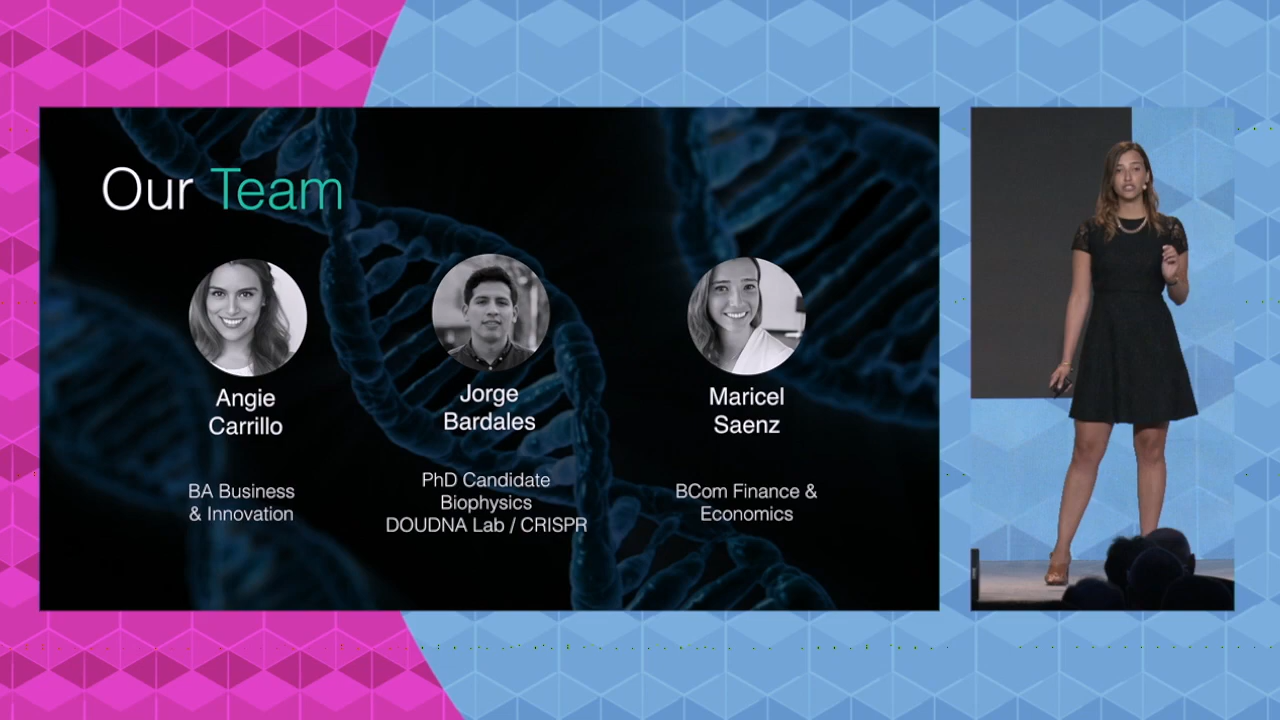 Our Team
Angie
Carrillo
BA Business
& Innovation
Jorge
Bardales
PhD Candidate
Biophysics
DOUDNA Lab / CRISPR
Maricel
Saenz
BCom Finance &
Economics